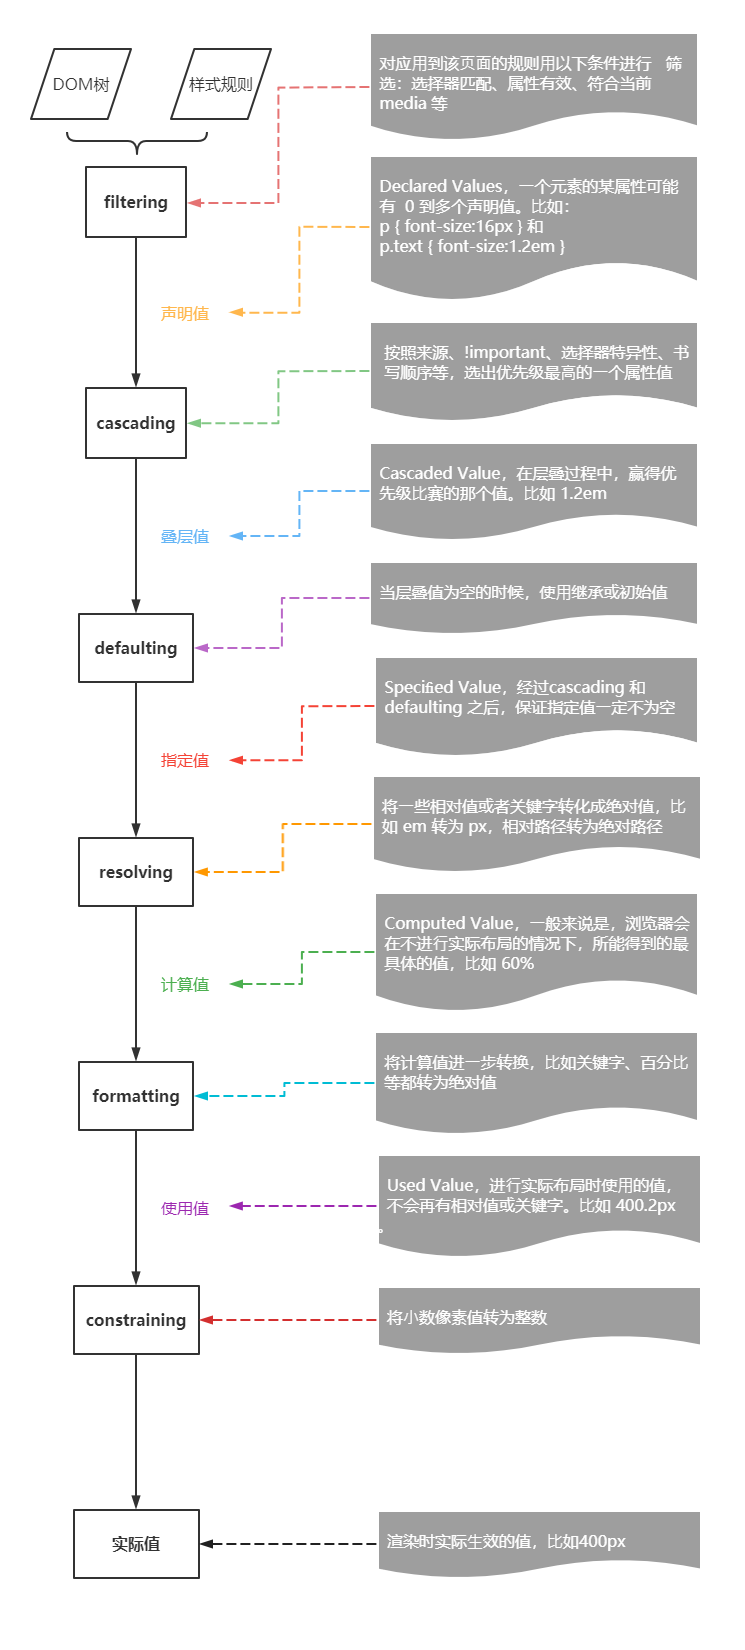 DOM树
样式规则
对应用到该页面的规则用以下条件进行 筛
选：选择器匹配、属性有效、符合当前
media 等
filtering
Declared Values，一个元素的某属性可能
有 0 到多个声明值。比如：
p { font-size:16px } 和
p.text { font-size:1.2em }
声明值
按照来源、!important、选择器特异性、书
写顺序等，选出优先级最高的一个属性值
cascading
Cascaded Value，在层叠过程中，赢得优
先级比赛的那个值。比如 1.2em
叠层值
当层叠值为空的时候，使用继承或初始值
defaulting
Specified Value，经过cascading 和
defaulting 之后，保证指定值一定不为空
指定值
将一些相对值或者关键字转化成绝对值，比
如 em 转为 px，相对路径转为绝对路径
resolving
Computed Value，一般来说是，浏览器会
在不进行实际布局的情况下，所能得到的最
具体的值，比如 60%
计算值
将计算值进一步转换，比如关键字、百分比
等都转为绝对值
formatting
Used Value，进行实际布局时使用的值，
不会再有相对值或关键字。比如 400.2px
。
使用值
将小数像素值转为整数
constraining
渲染时实际生效的值，比如400px
实际值